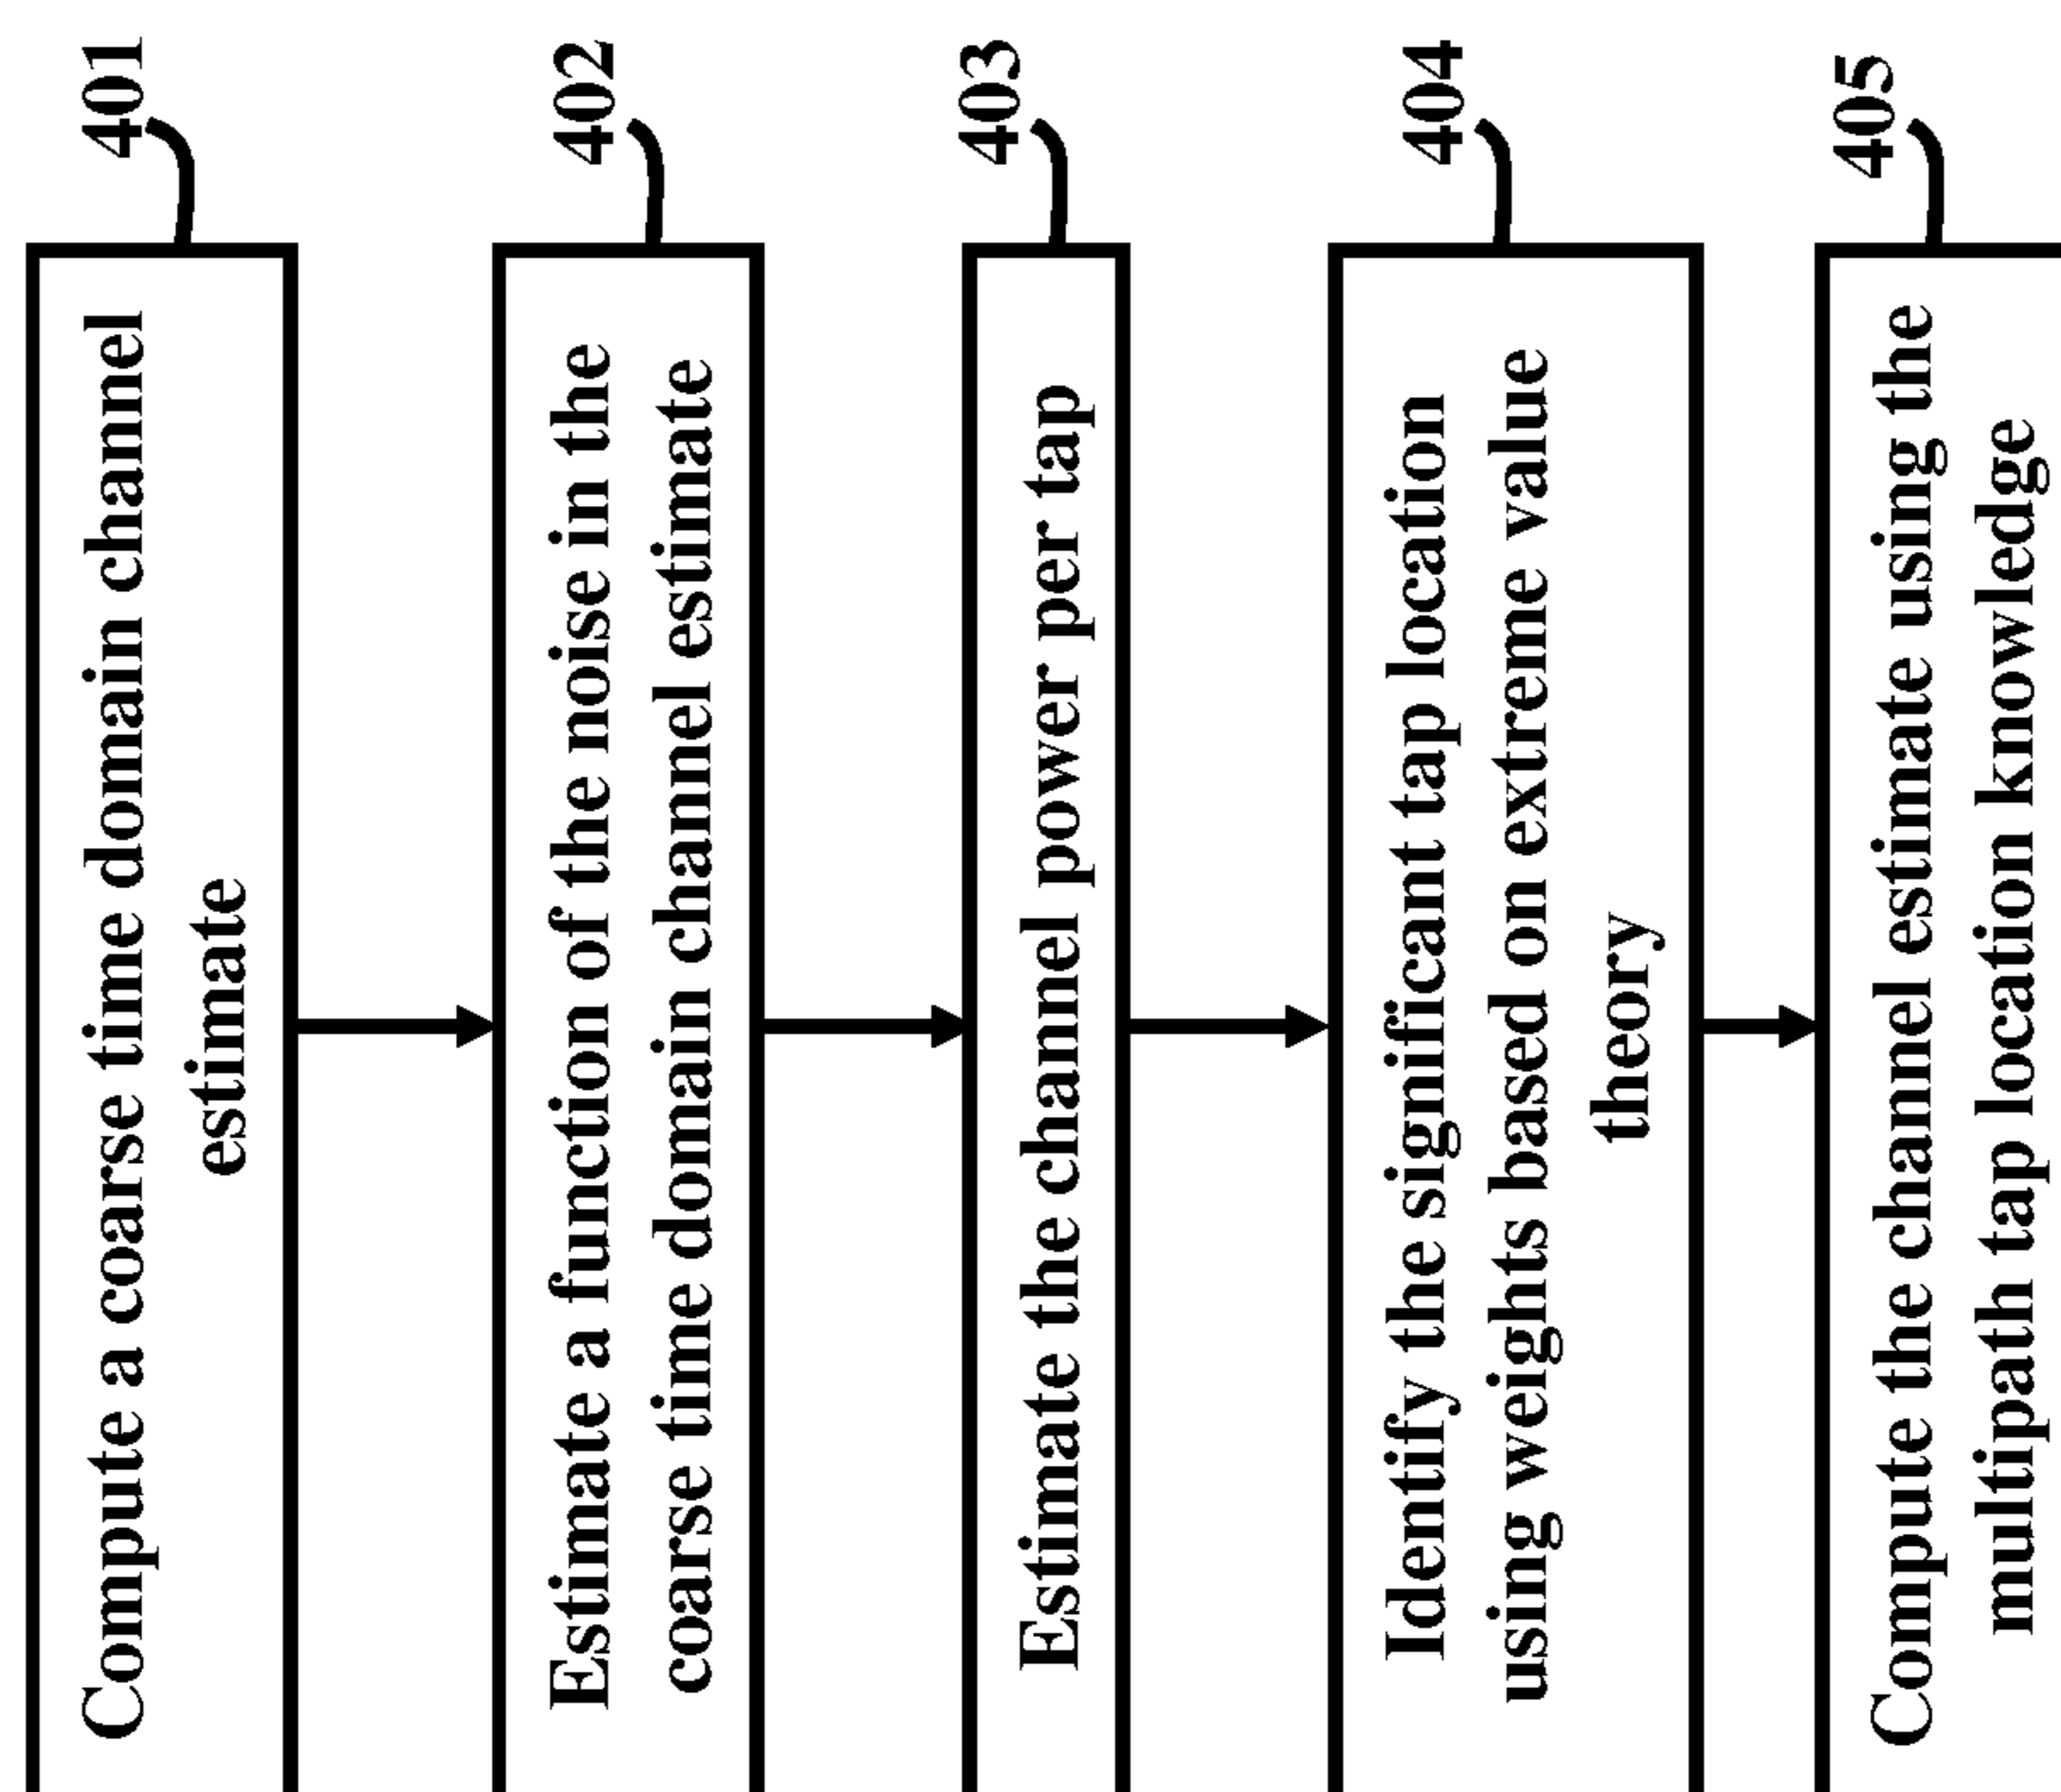 401
Compute a coarse time domain channel
estimate
402
Estimate a function of the noise in the
coarse time domain channel estimate
403
Estimate the channel power per tap
404
Identify the significant tap location
using weights based on extreme value
theory
405
Compute the channel estimate using the
multipath tap location knowledge